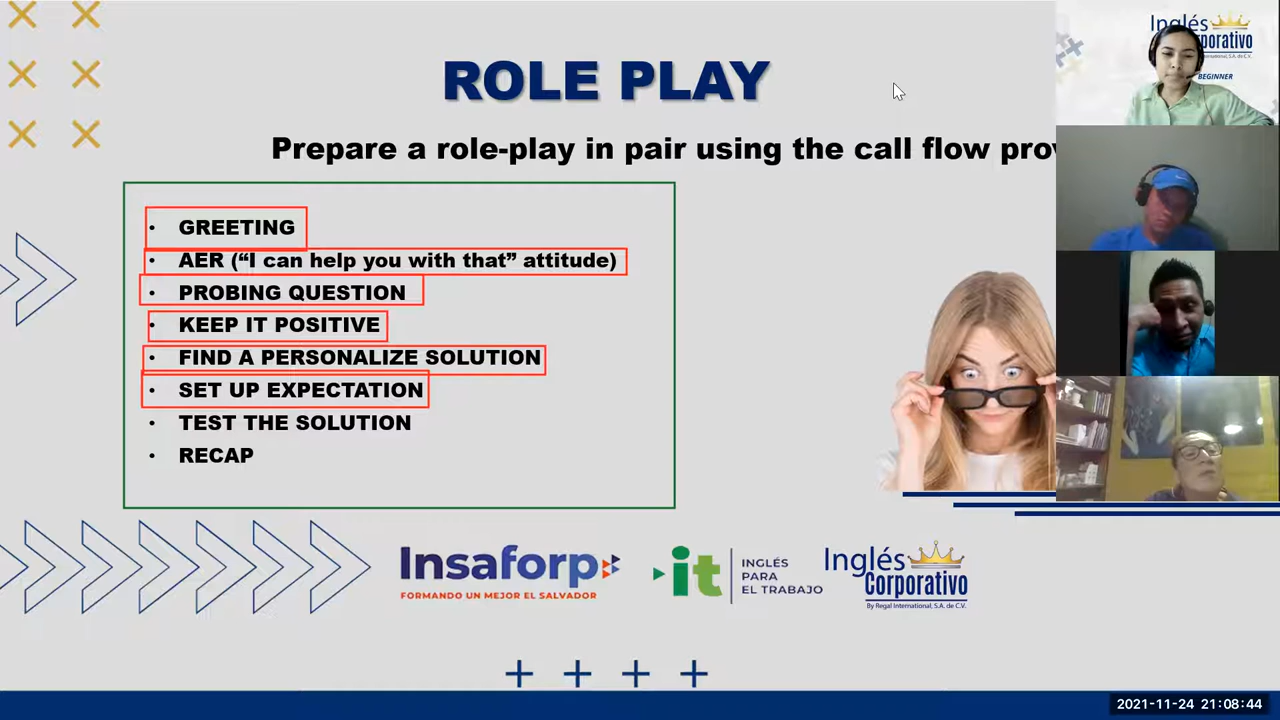 ROLE PLAY
Prepare a role-play in pair using the call flow
• GREETING
• AER (“I can help you with that” attitude)
• PROBING QUESTION
• KEEP IT POSITIVE
• FIND A PERSONALIZE SOLUTION
• SET UP EXPECTATION
• TEST THE SOLUTION
• RECAP
Inglés
BEGINNER
Insaforp
FORMANDO UN MEJOR EL SALVADOR
it
INGLÉS
PARA
EL TRABAJO
Inglés
Corporativo
By Regal International, S.A. de C.V.
2021-11-24 21:08:44